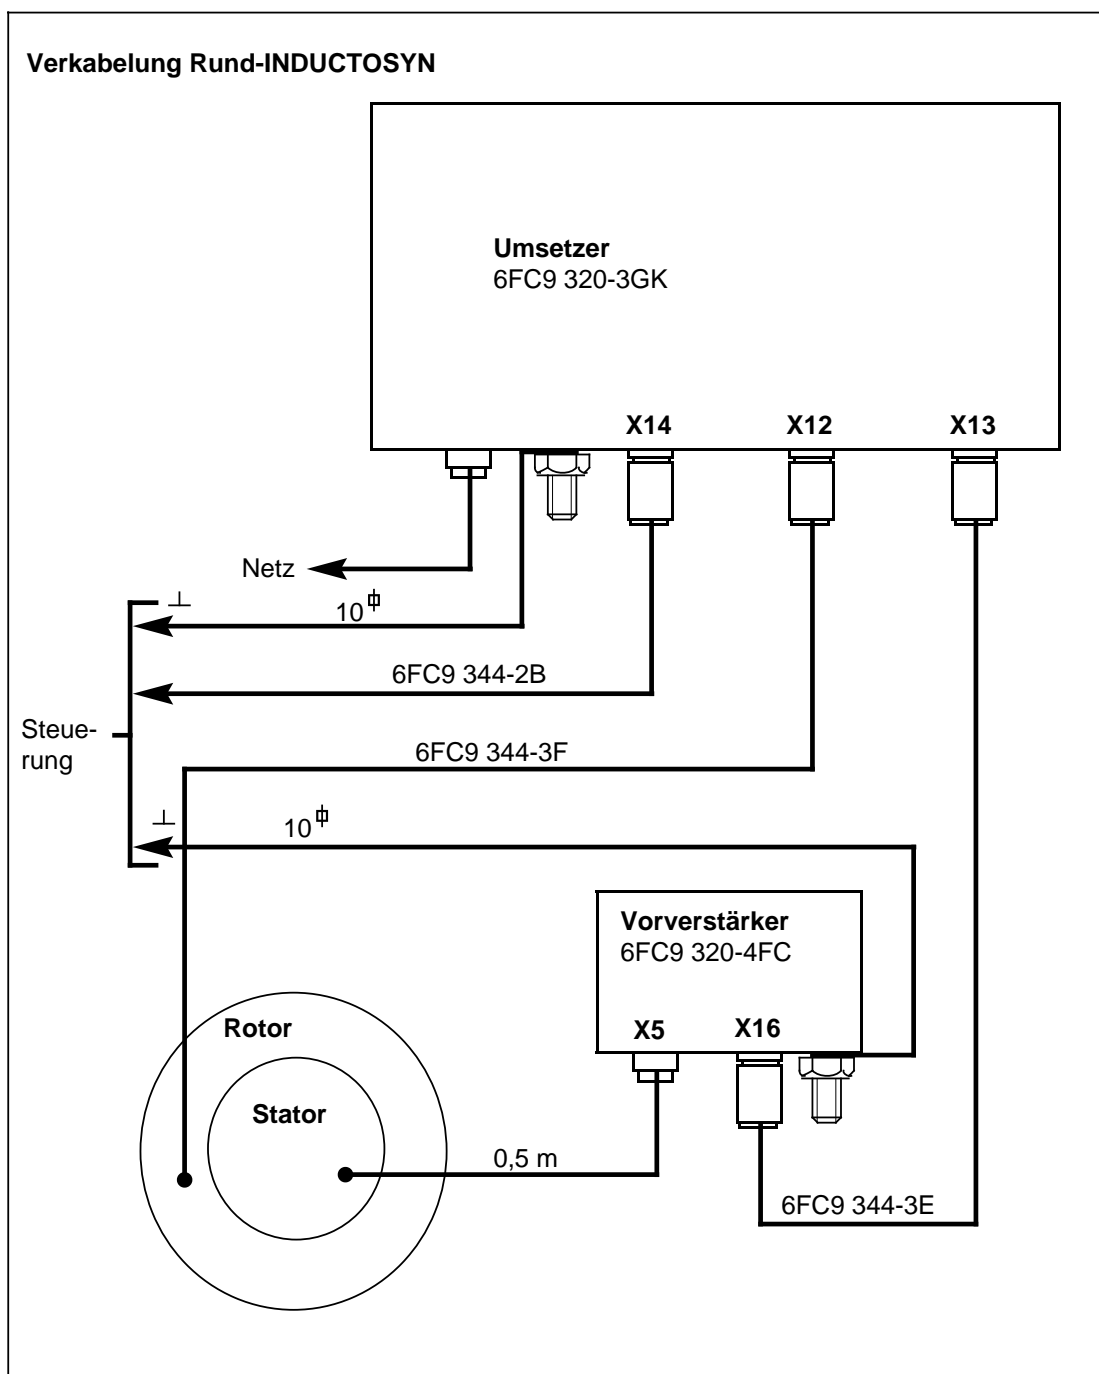 Verkabelung Rund-INDUCTOSYN
Umsetzer
6FC9 320-3GK
X14
X12
X13
Netz
10
6FC9 344-2B
Steue-
rung
6FC9 344-3F
10
Vorverstärker
6FC9 320-4FC
X5
X16
Rotor
Stator
0,5 m
6FC9 344-3E